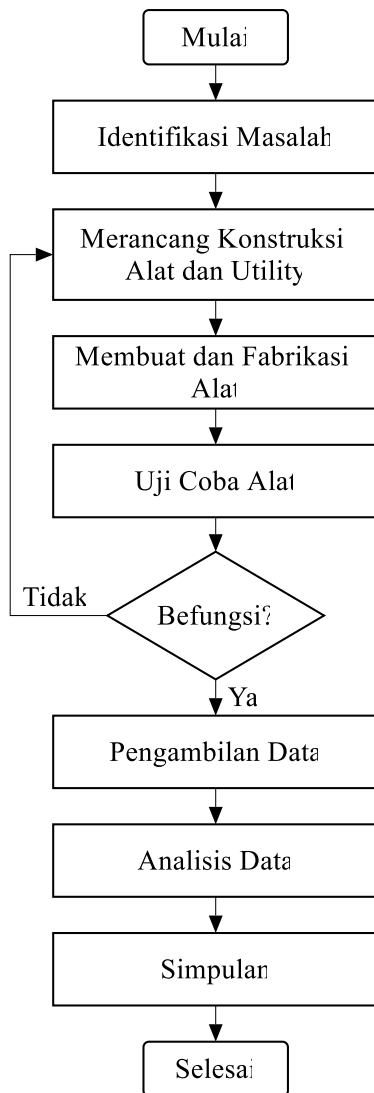 Mulai
Identifikasi Masalah
Merancang Konstruksi
Alat dan Utility
Membuat dan Fabrikasi
Alat
Uji Coba Alat
Befungsi?
Tidak
Ya
Pengambilan Data
Analisis Data
Simpulan
Selesai